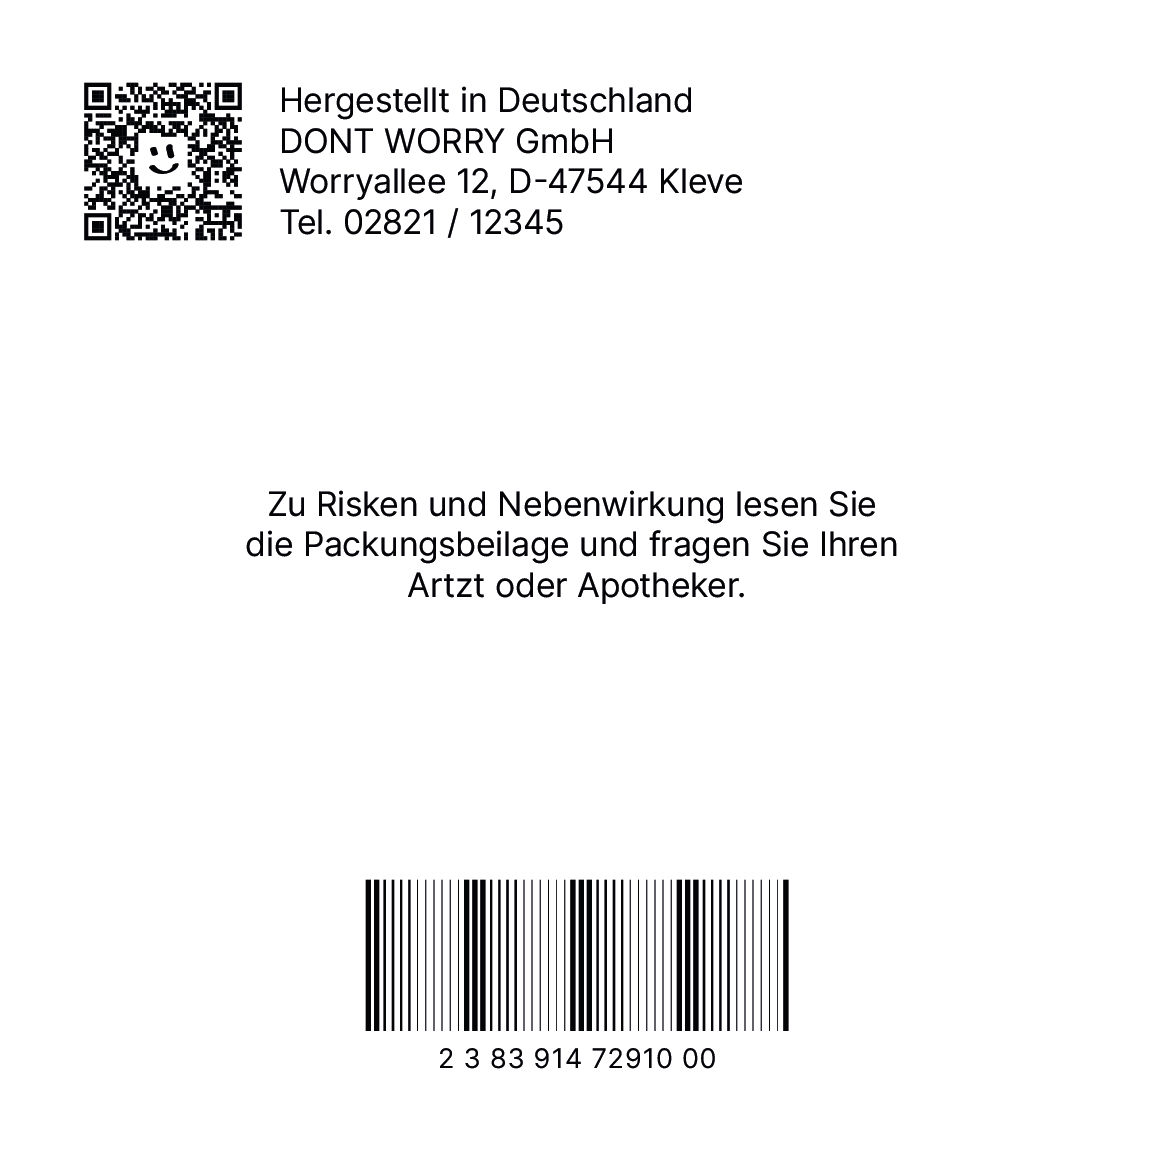 Hergestellt in Deutschland
DONT WORRY GmbH
Worryallee 12, D-47544 Kleve
Tel. 02821 / 12345
Zu Risken und Nebenwirkung lesen Sie
die Packungsbeilage und fragen Sie Ihren
Artzt oder Apotheker.
2 3 83 914 72910 00